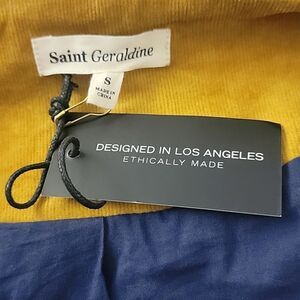 Saint Geraldine
S
MADE IN
CHINA
DESIGNED IN LOS ANGELES
ETHICALLY MADE